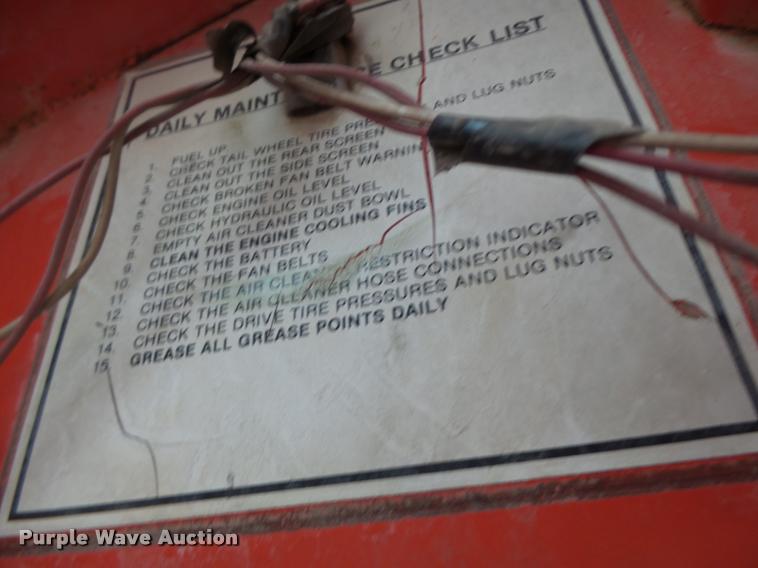 DAILY MAINT CE CHECK LIST
1. FUEL UP
2. CHECK TAIL WHEEL TIRE PRE AND LUG NUTS
3. CLEAN OUT THE REAR SCREEN
4. CLEAN OUT THE SIDE SCREEN
5. CHECK BROKEN FAN BELT WARNIN
6. CHECK ENGINE OIL LEVEL
7. CHECK HYDRAULIC OIL LEVEL
8. EMPTY AIR CLEANER DUST BOWL
9. CLEAN THE ENGINE COOLING FINS
10. CHECK THE BATTERY
11. CHECK THE FAN BELTS
12. CHECK THE AIR CLEANER RESTRICTION INDICATOR
13. CHECK THE AIR CLEANER HOSE CONNECTIONS
14. CHECK THE DRIVE TIRE PRESSURES AND LUG NUTS
15. GREASE ALL GREASE POINTS DAILY
Purple Wave Auction